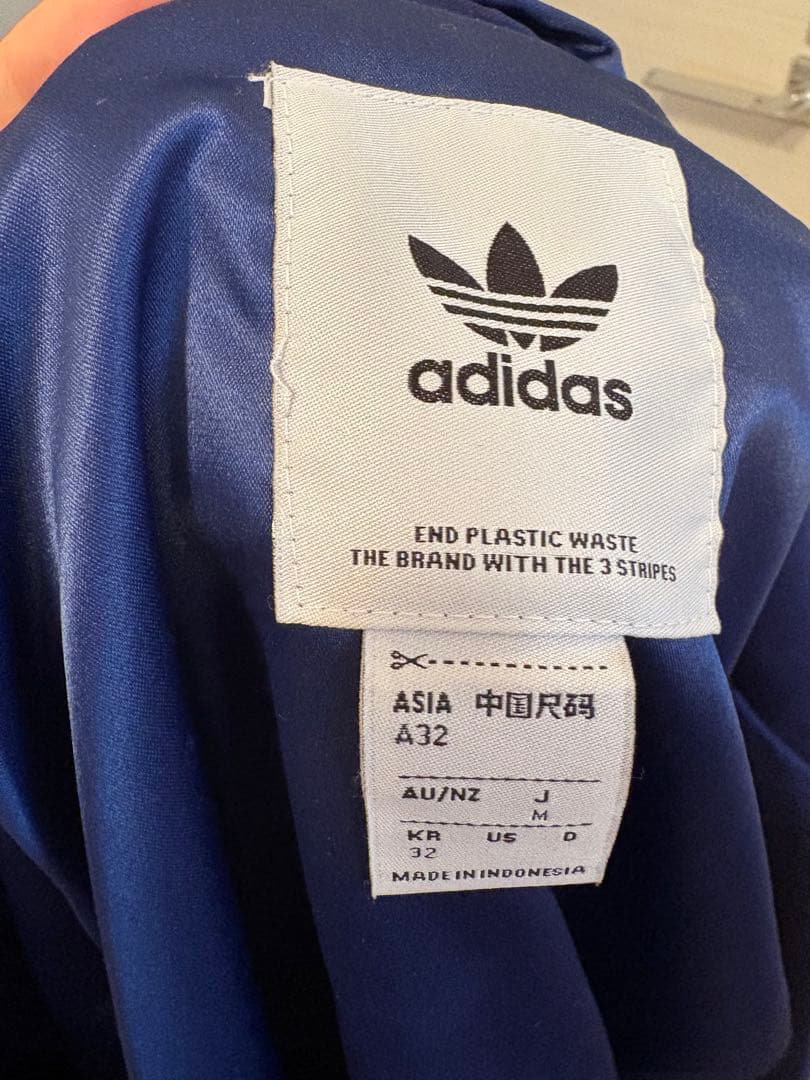 adidas
END PLASTIC WASTE
THE BRAND WITH THE 3 STRIPES
ASIA 中国尺码
A32
AU/NZ J
M
KR US D
32
MADE IN INDONESIA